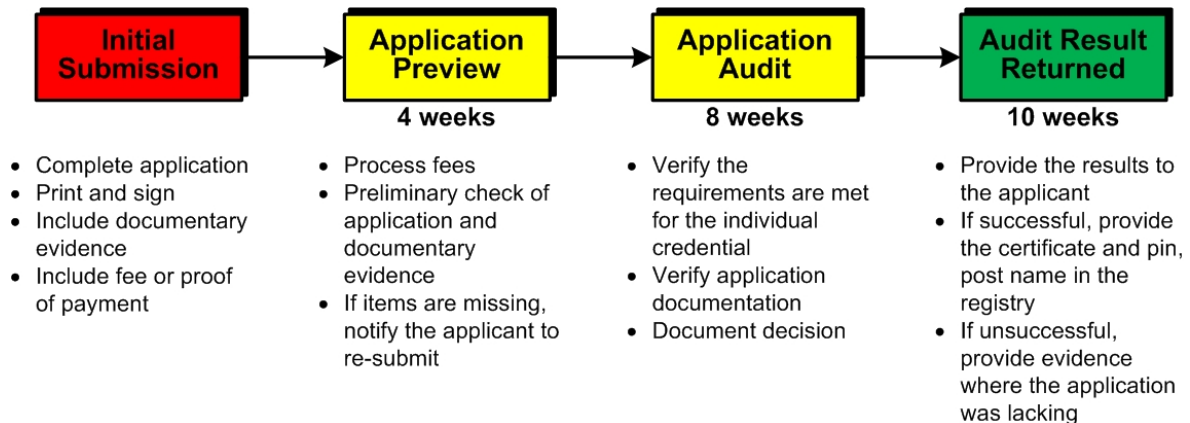 Initial
Submission
Application
Preview
Application
Audit
Audit Result
Returned
4 weeks
8 weeks
10 weeks
• Complete application
• Print and sign
• Include documentary
evidence
• Include fee or proof
of payment
• Process fees
• Preliminary check of
application and
documentary
evidence
• If items are missing,
notify the applicant to
re-submit
• Verify the
requirements are met
for the individual
credential
• Verify application
documentation
• Document decision
• Provide the results to
the applicant
• If successful, provide
the certificate and pin,
post name in the
registry
• If unsuccessful,
provide evidence
where the application
was lacking